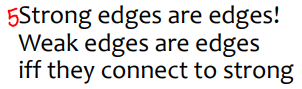 5Strong edges are edges!
Weak edges are edges
iff they connect to strong